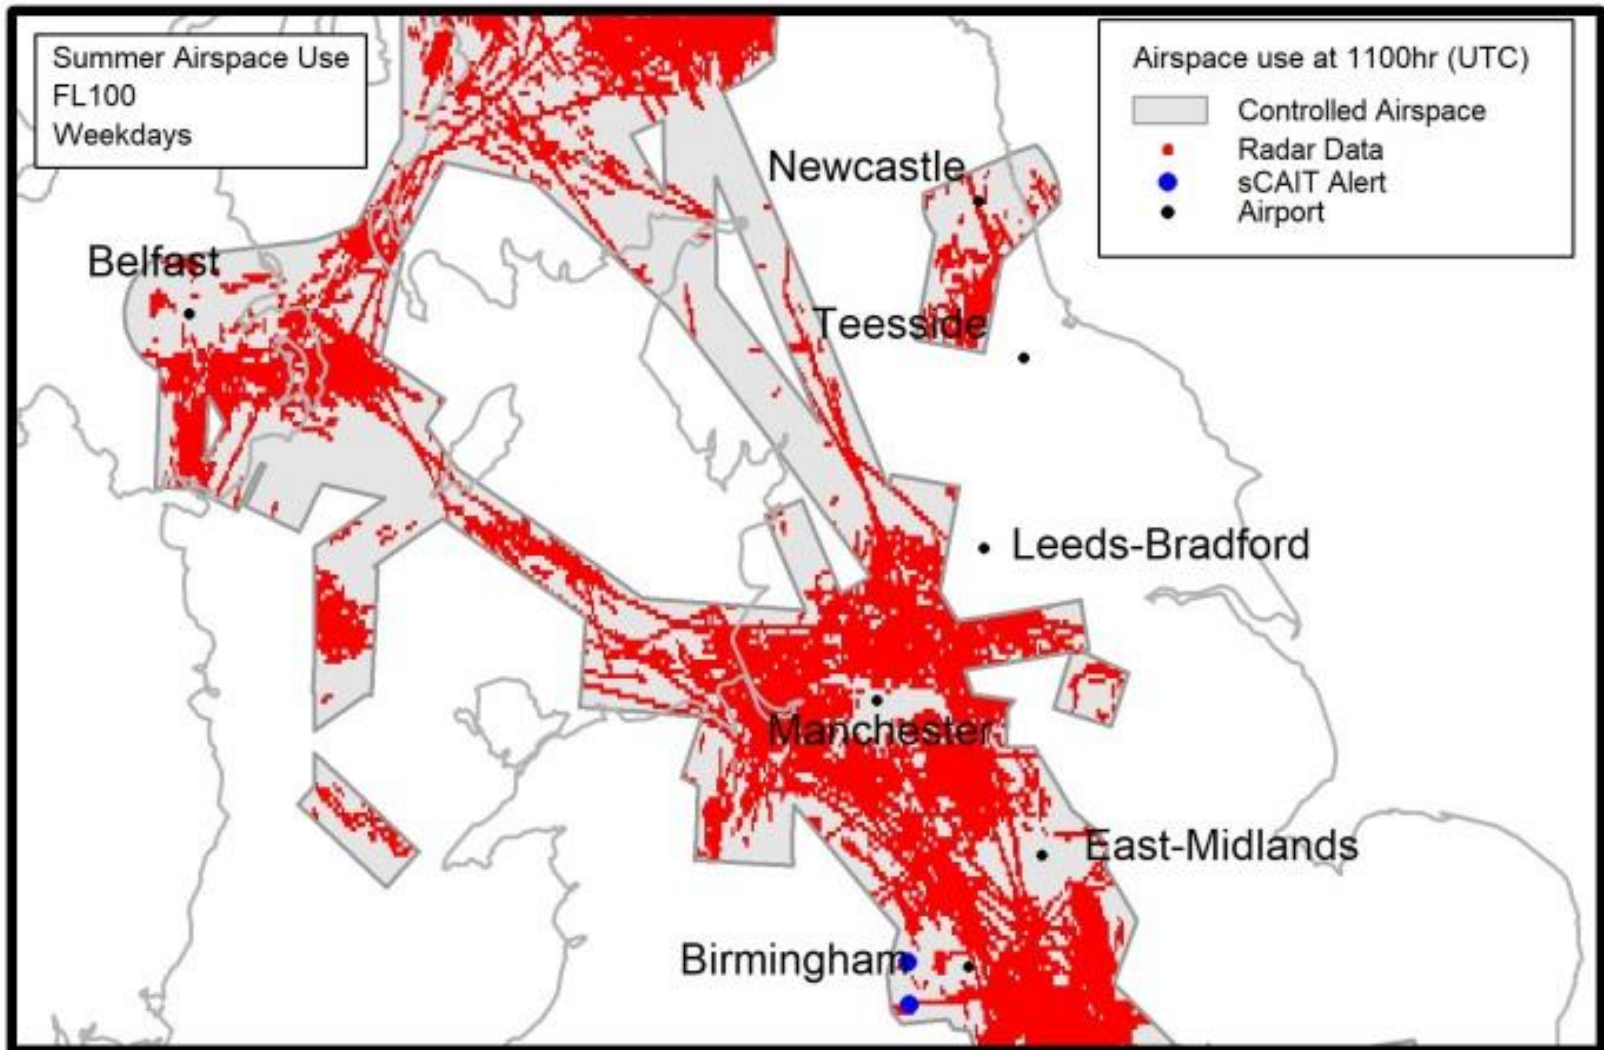 Summer Airspace Use
FL100
Weekdays
Airspace use at 1100hr (UTC)
Controlled Airspace
Radar Data
sCAIT Alert
Airport
Newcastle
Belfast
Teesside
Leeds-Bradford
Manchester
East-Midlands
Birmingham